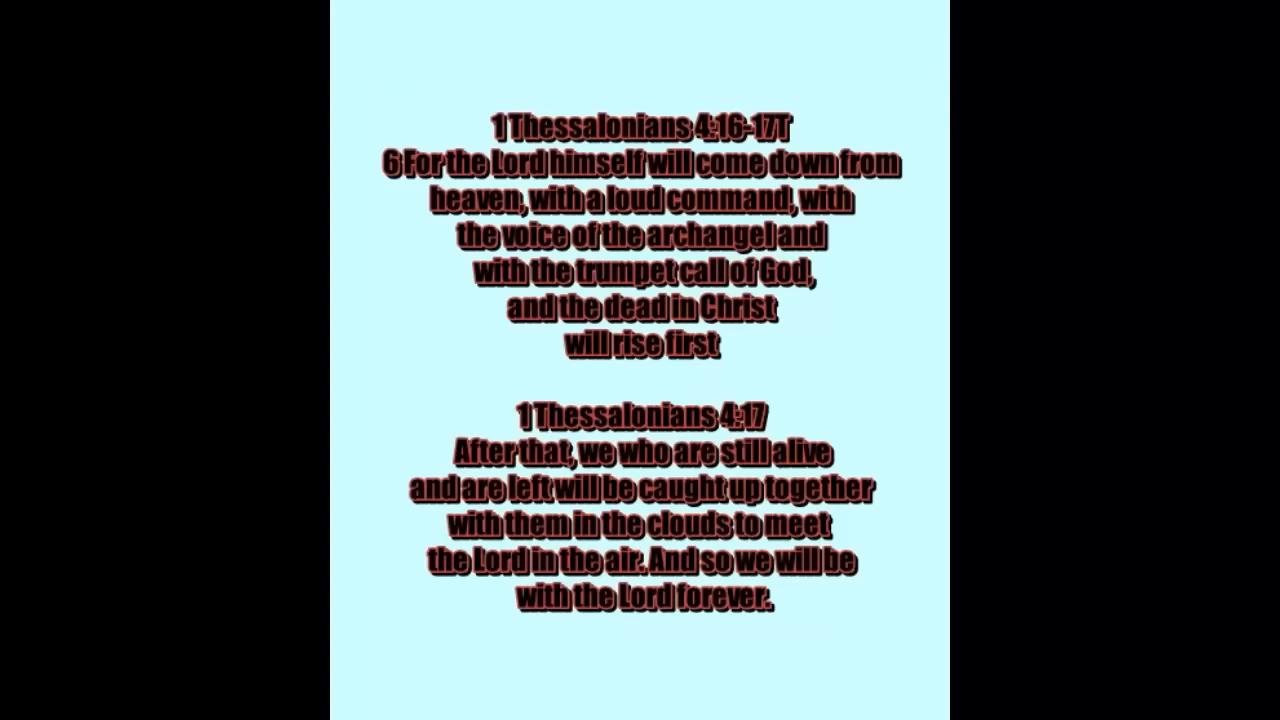 1 Thessalonians 4:16-17T
6 For the Lord himself will come down from
heaven, with a loud command, with
the voice of the archangel and
with the trumpet call of God,
and the dead in Christ
will rise first
1 Thessalonians 4:17
After that, we who are still alive
and are left will be caught up together
with them in the clouds to meet
the Lord in the air. And so we will be
with the Lord forever.